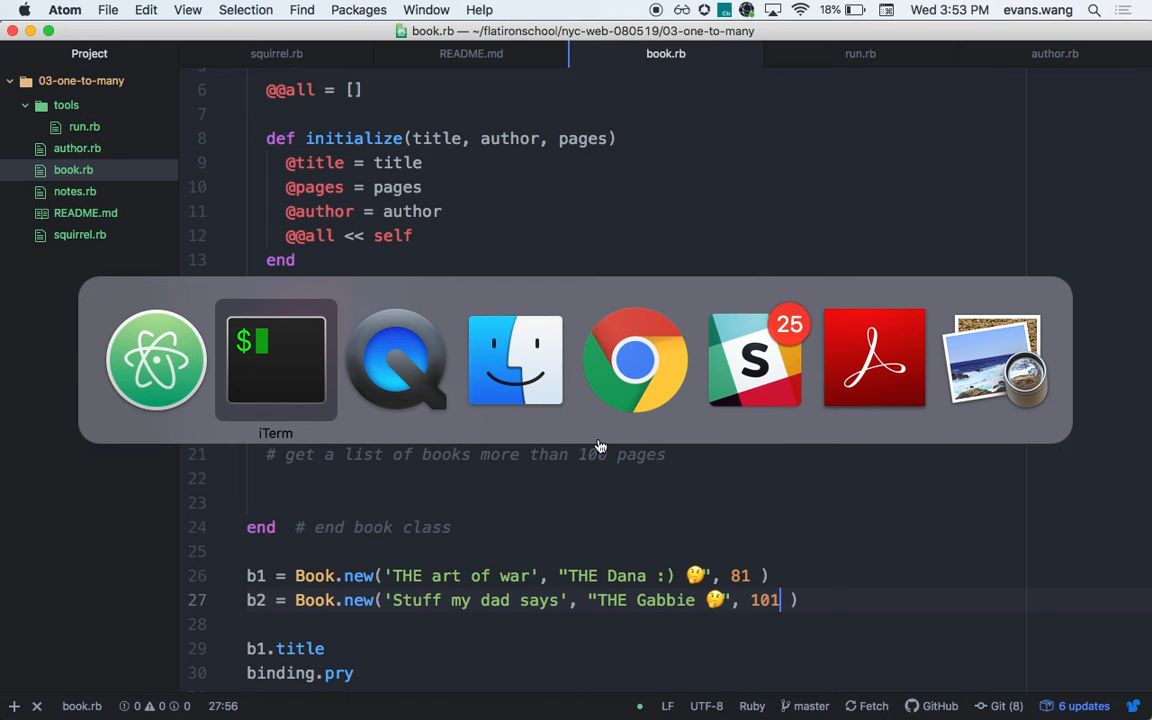 Atom File Edit View Selection Find Packages Window Help 18% Wed 3:53 PM evans.wang
book.rb — ~/flatironschool/nyc-web-080519/03-one-to-many
Project squirrel.rb README.md book.rb run.rb author.rb
03-one-to-many
tools
run.rb
author.rb
book.rb
notes.rb
README.md
squirrel.rb
6 @@all = []
7
8 def initialize(title, author, pages)
9 @title = title
10 @pages = pages
11 @author = author
12 @@all << self
13 end
$
25
iTerm
21 # get a list of books more than 100 pages
22
23
24 end # end book class
25
26 b1 = Book.new('THE art of war', "THE Dana :) 🤔", 81 )
27 b2 = Book.new('Stuff my dad says', "THE Gabbie 🤔", 101 )
28
29 b1.title
30 binding.pry
book.rb 0 0 0 27:56 LF UTF-8 Ruby master Fetch GitHub Git (8) 6 updates